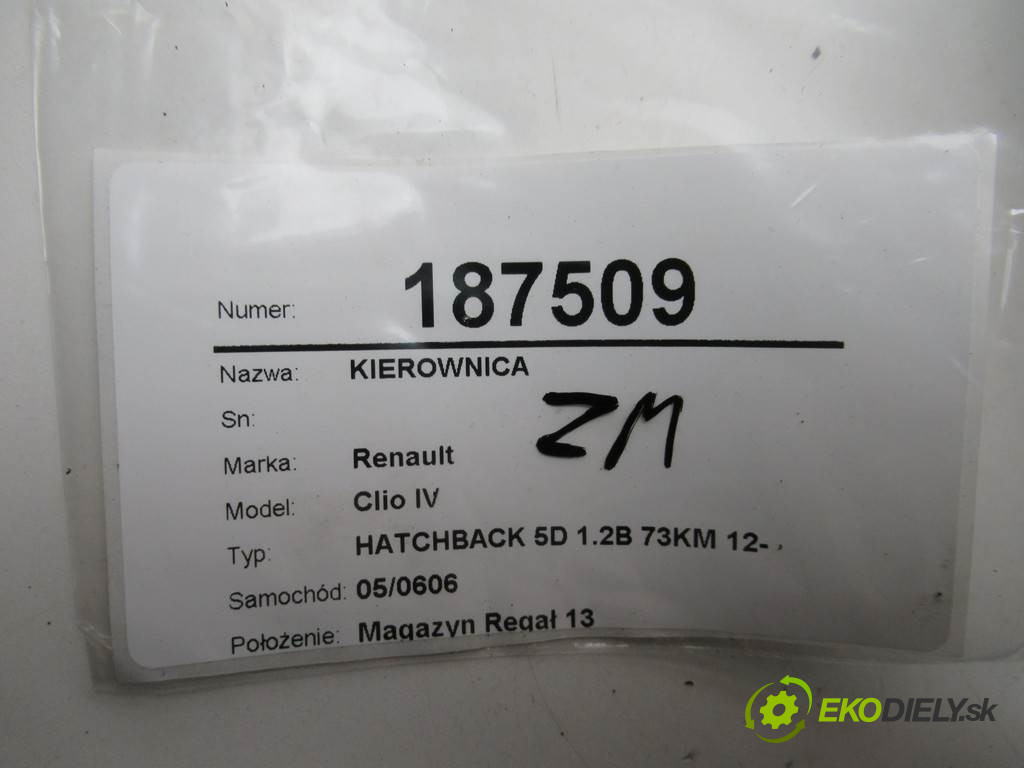 Numer: 187509
Nazwa: KIEROWNICA
Sn:
ZM
Marka: Renault
Model: Clio IV
Typ: HATCHBACK 5D 1.2B 73KM 12-
Samochód: 05/0606
Położenie: Magazyn Regał 13
EKODIELY.sk